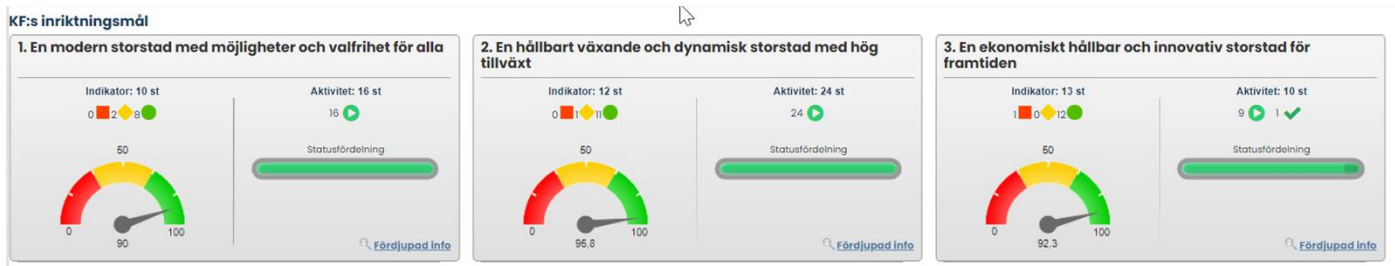 KF:s inriktningsmål
1. En modern storstad med möjligheter och valfrihet för alla
Indikator: 10 st
0 2 8
50
0 100
90
Aktivitet: 16 st
16
Statusfördelning
Fördjupad info
2. En hållbart växande och dynamisk storstad med hög
tillväxt
Indikator: 12 st
0 1 11
50
0 100
95,8
Aktivitet: 24 st
24
Statusfördelning
Fördjupad info
3. En ekonomiskt hållbar och innovativ storstad för
framtiden
Indikator: 13 st
1 0 12
50
0 100
92,3
Aktivitet: 10 st
9 1
Statusfördelning
Fördjupad info